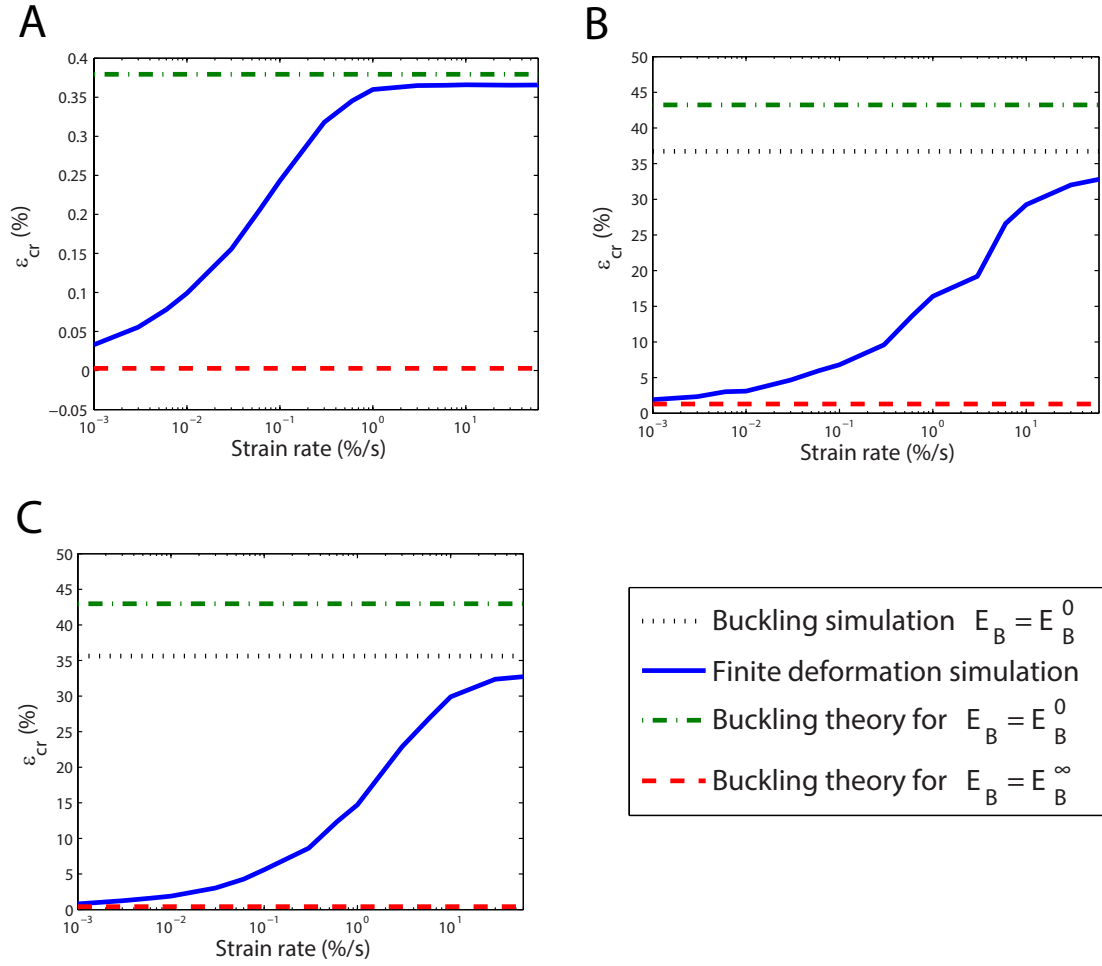 A
0.4
0.35
0.3
0.25
0.2
0.15
0.1
0.05
0
−0.05
ε_cr (%)
10^−3 10^−2 10^−1 10^0 10^1
Strain rate (%/s)
B
50
45
40
35
30
25
20
15
10
5
0
ε_cr (%)
10^−3 10^−2 10^−1 10^0 10^1
Strain rate (%/s)
C
50
45
40
35
30
25
20
15
10
5
0
ε_cr (%)
10^−3 10^−2 10^−1 10^0 10^1
Strain rate (%/s)
Buckling simulation E_B = E_B^0
Finite deformation simulation
Buckling theory for E_B = E_B^0
Buckling theory for E_B = E_B^∞